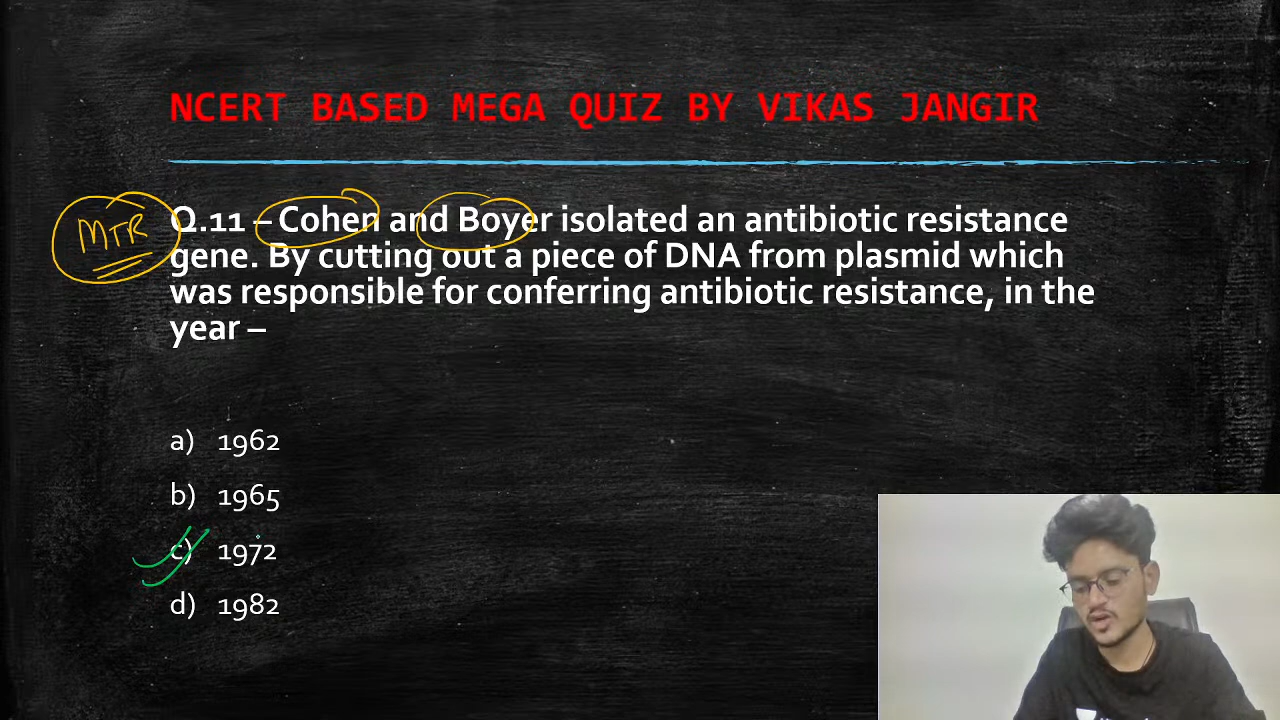 NCERT BASED MEGA QUIZ BY VIKAS JANGIR
MTR
Q.11 – Cohen and Boyer isolated an antibiotic resistance
gene. By cutting out a piece of DNA from plasmid which
was responsible for conferring antibiotic resistance, in the
year –
a) 1962
b) 1965
c) 1972
d) 1982